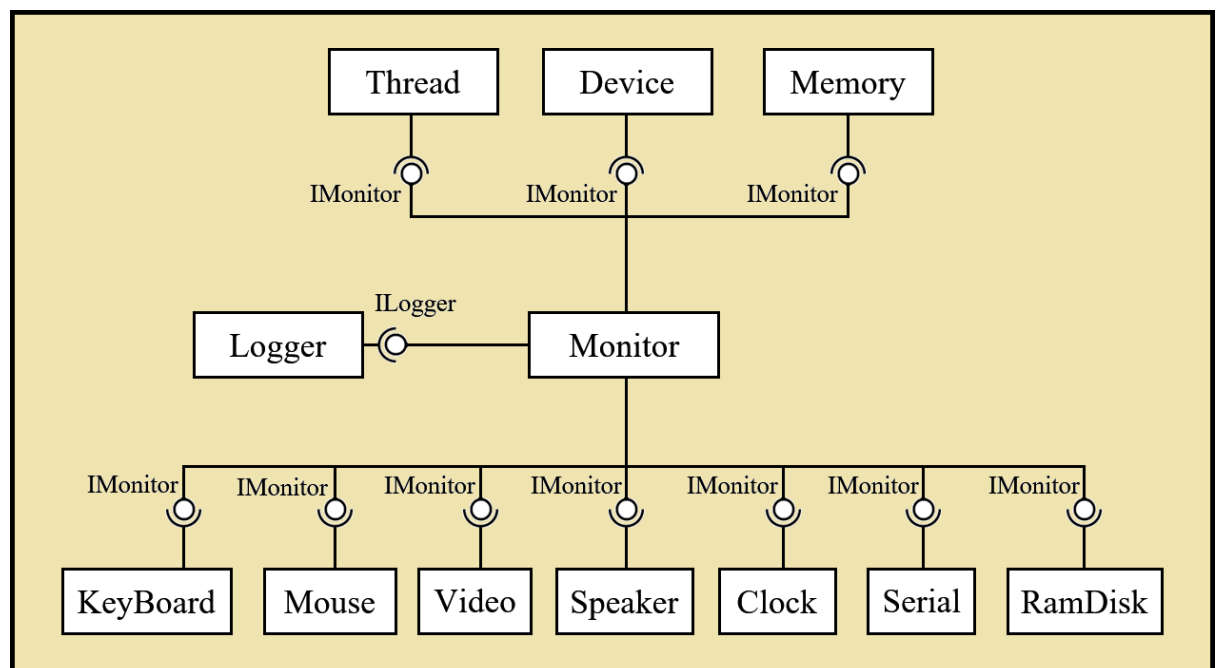 Thread
Device
Memory
IMonitor
IMonitor
IMonitor
ILogger
Logger
Monitor
IMonitor
IMonitor
IMonitor
IMonitor
IMonitor
IMonitor
IMonitor
KeyBoard
Mouse
Video
Speaker
Clock
Serial
RamDisk